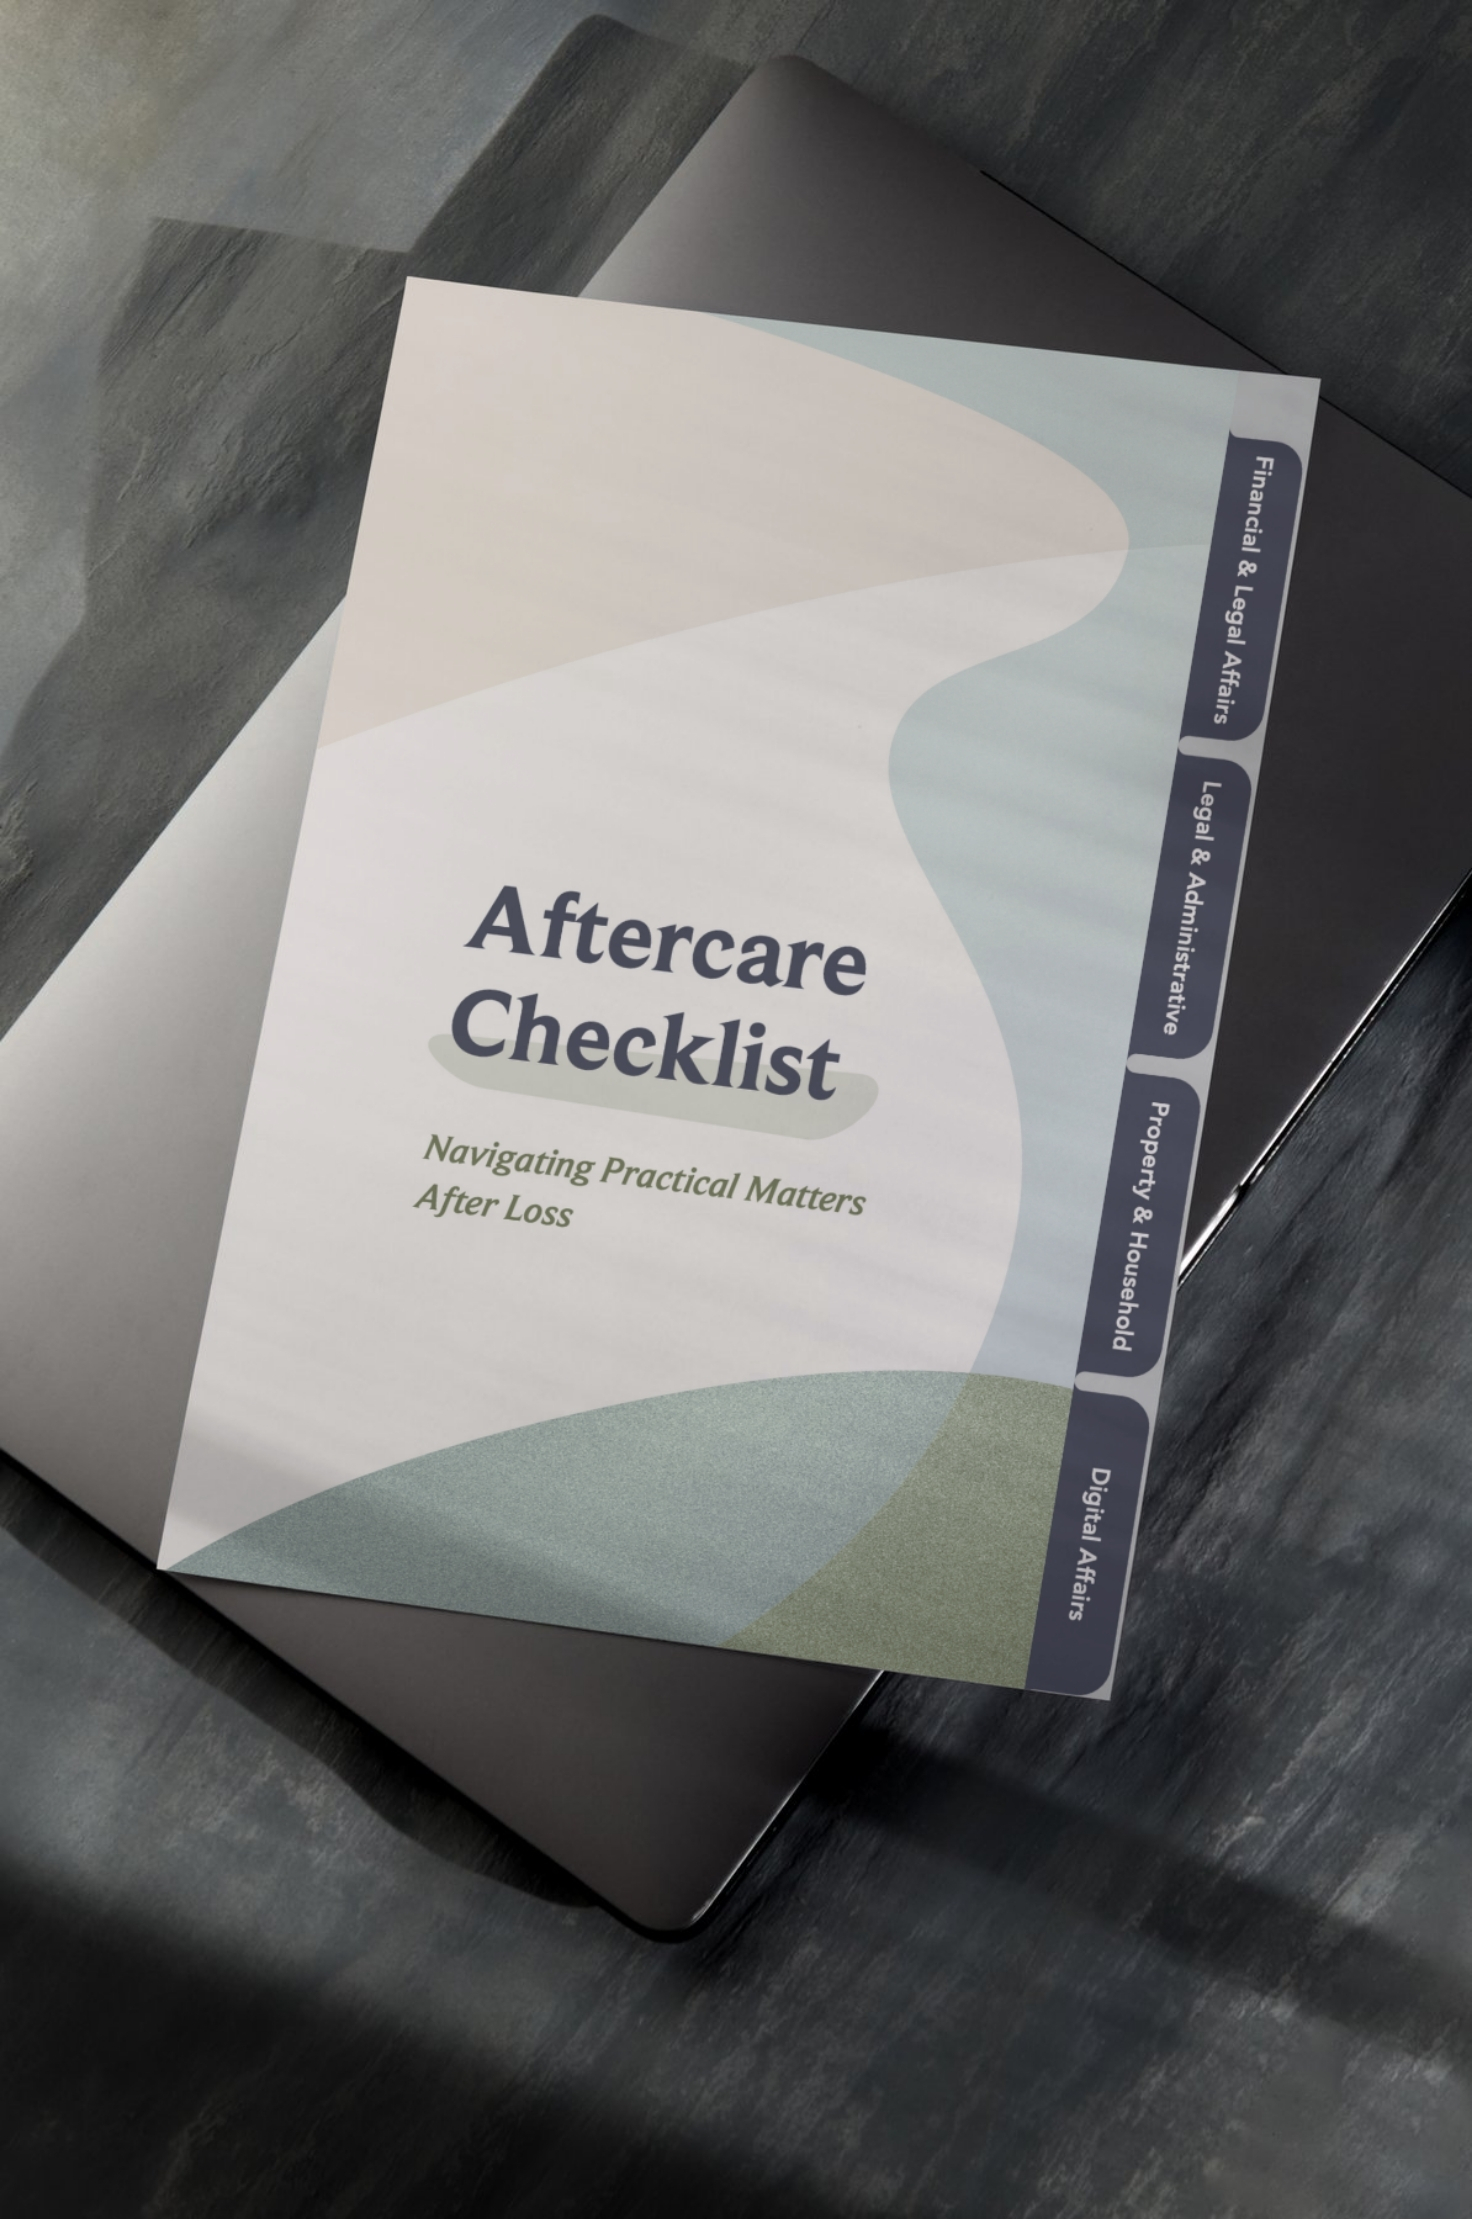 Aftercare
Checklist
Navigating Practical Matters
After Loss
Financial & Legal Affairs
Legal & Administrative
Property & Household
Digital Affairs